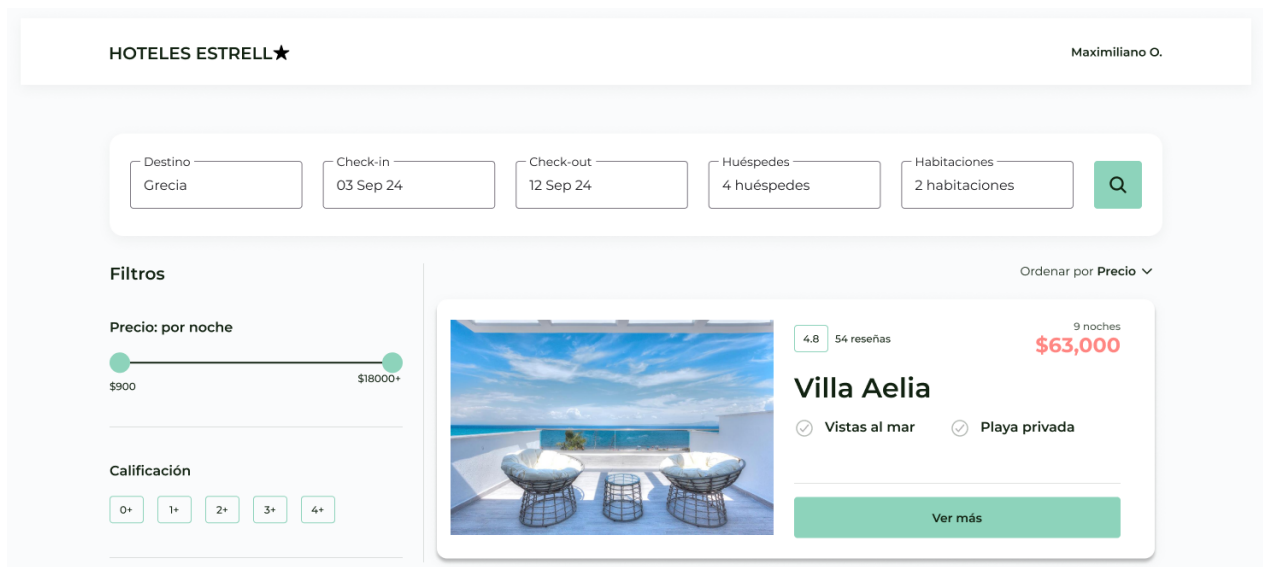 HOTELES ESTRELL★
Maximiliano O.
Destino
Grecia
Check-in
03 Sep 24
Check-out
12 Sep 24
Huéspedes
4 huéspedes
Habitaciones
2 habitaciones
Filtros
Precio: por noche
$900
$18000+
Calificación
0+ 1+ 2+ 3+ 4+
Ordenar por Precio
4.8 54 reseñas
9 noches
$63,000
Villa Aelia
Vistas al mar Playa privada
Ver más